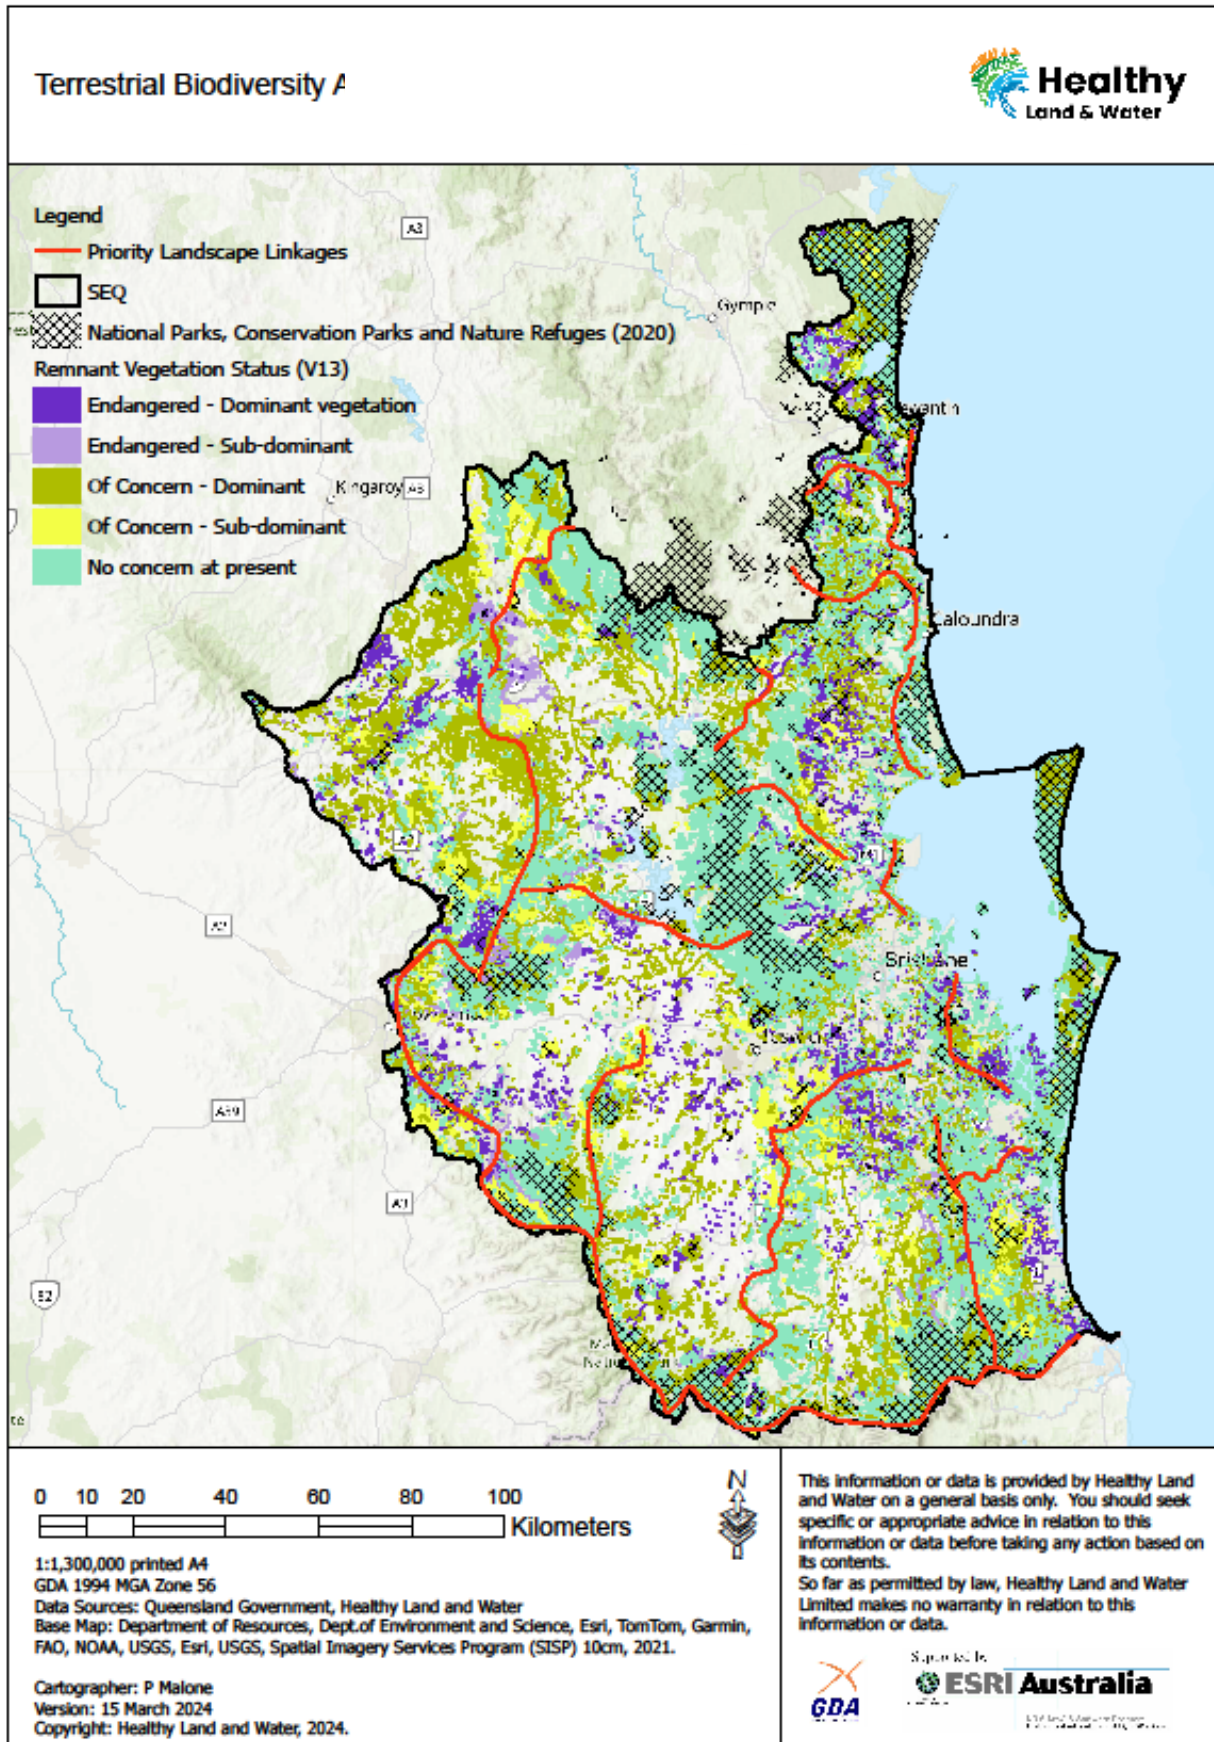 Terrestrial Biodiversity A
Healthy
Land & Water
Legend
Priority Landscape Linkages
SEQ
National Parks, Conservation Parks and Nature Refuges (2020)
Remnant Vegetation Status (V13)
Endangered - Dominant vegetation
Endangered - Sub-dominant
Of Concern - Dominant
Of Concern - Sub-dominant
No concern at present
A3
Gympie
Kingaroy
Brisbane
A39
A3
0 10 20 40 60 80 100
Kilometers
N
1:1,300,000 printed A4
GDA 1994 MGA Zone 56
Data Sources: Queensland Government, Healthy Land and Water
Base Map: Department of Resources, Dept.of Environment and Science, Esri, TomTom, Garmin,
FAO, NOAA, USGS, Esri, USGS, Spatial Imagery Services Program (SISP) 10cm, 2021.
Cartographer: P Malone
Version: 15 March 2024
Copyright: Healthy Land and Water, 2024.
This information or data is provided by Healthy Land
and Water on a general basis only. You should seek
specific or appropriate advice in relation to this
information or data before taking any action based on
its contents.
So far as permitted by law, Healthy Land and Water
Limited makes no warranty in relation to this
information or data.
GDA
Supported by
ESRI Australia